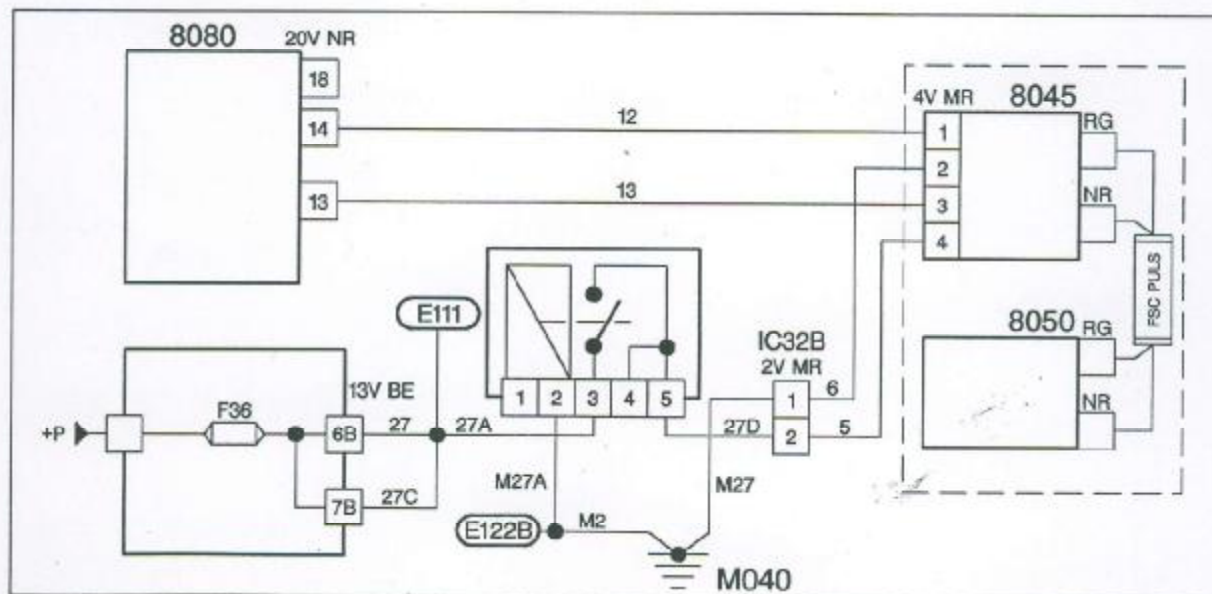 8080
20V NR
18
14
13
12
13
4V MR
8045
1
2
3
4
RG
NR
FSC PULS
8050
RG
NR
E111
1
2
3
4
5
IC32B
2V MR
1
2
6
5
27D
13V BE
+P
F36
6B
7B
27
27A
27C
M27A
M27
E122B
M2
M040